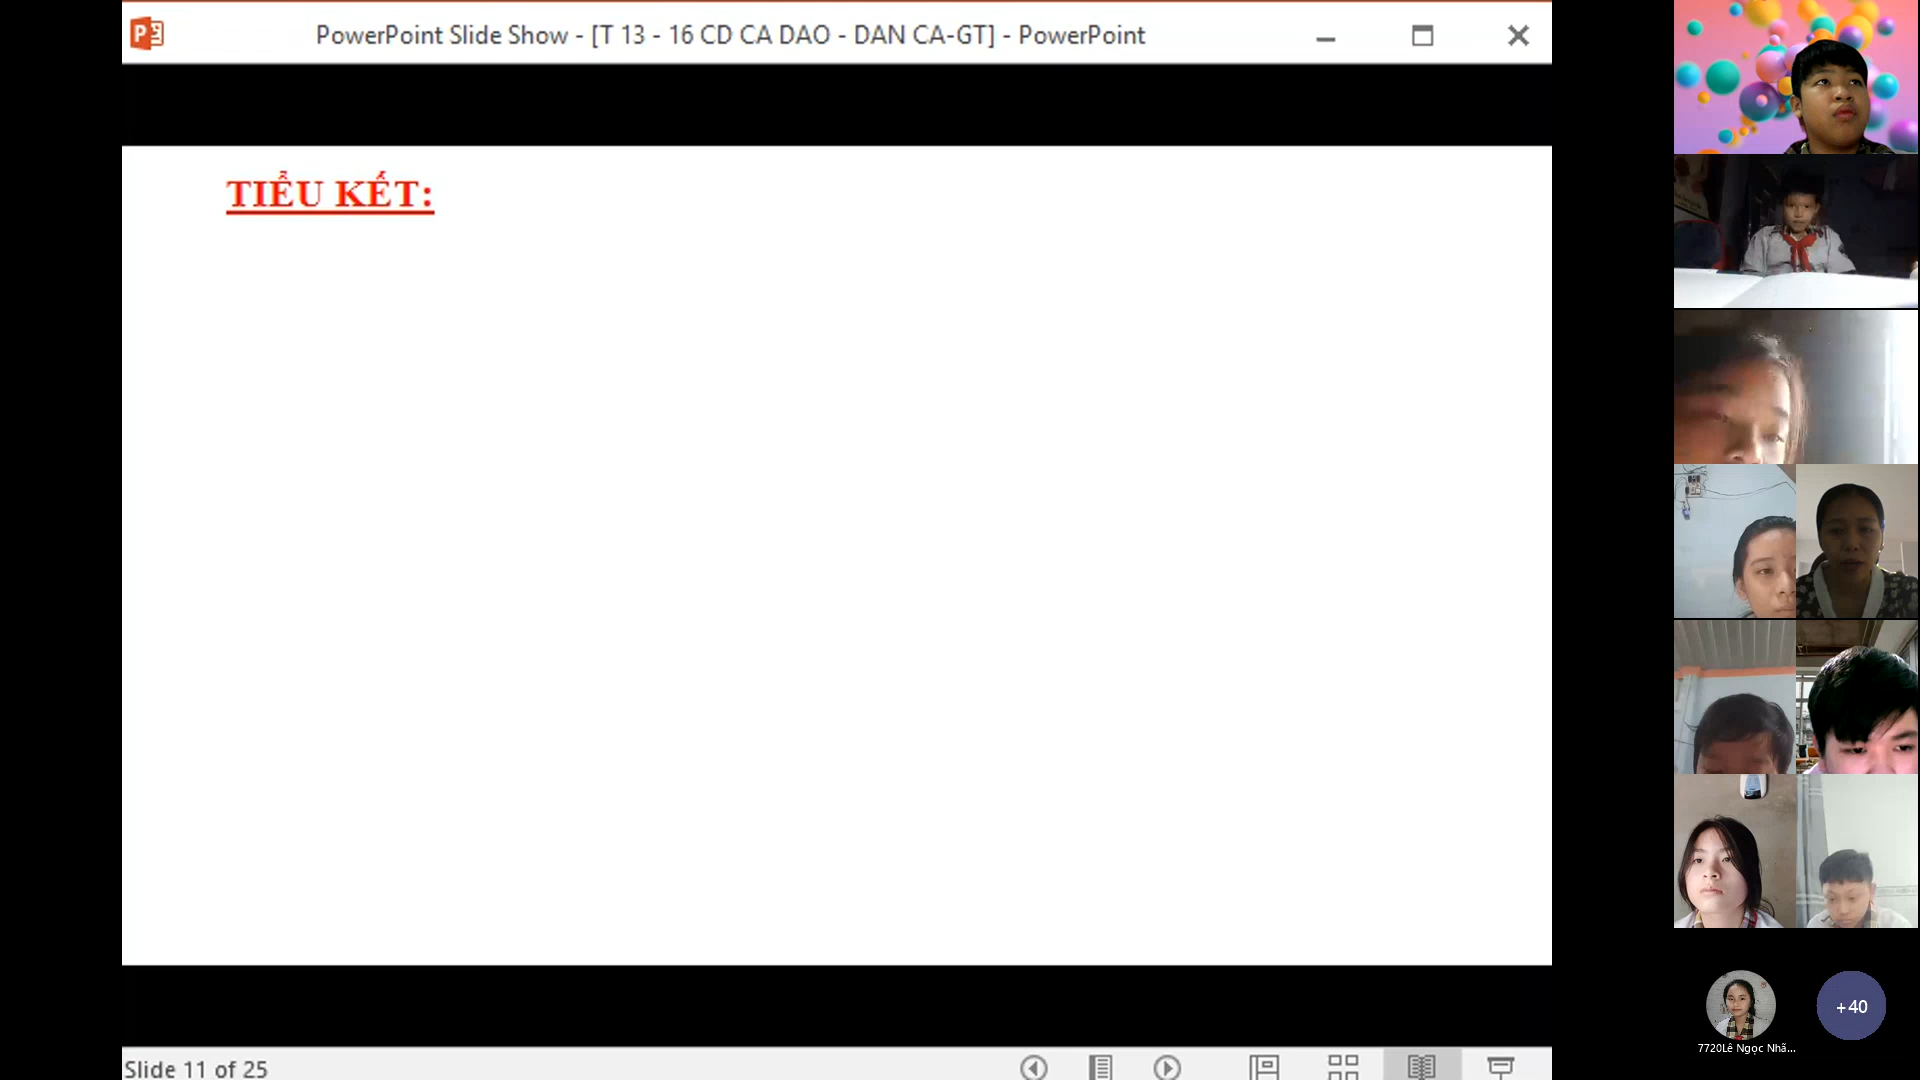 PowerPoint Slide Show - [T 13 - 16 CD CA DAO - DAN CA-GT] - PowerPoint
TIỂU KẾT:
+40
7720Lê Ngọc Nhã...
Slide 11 of 25